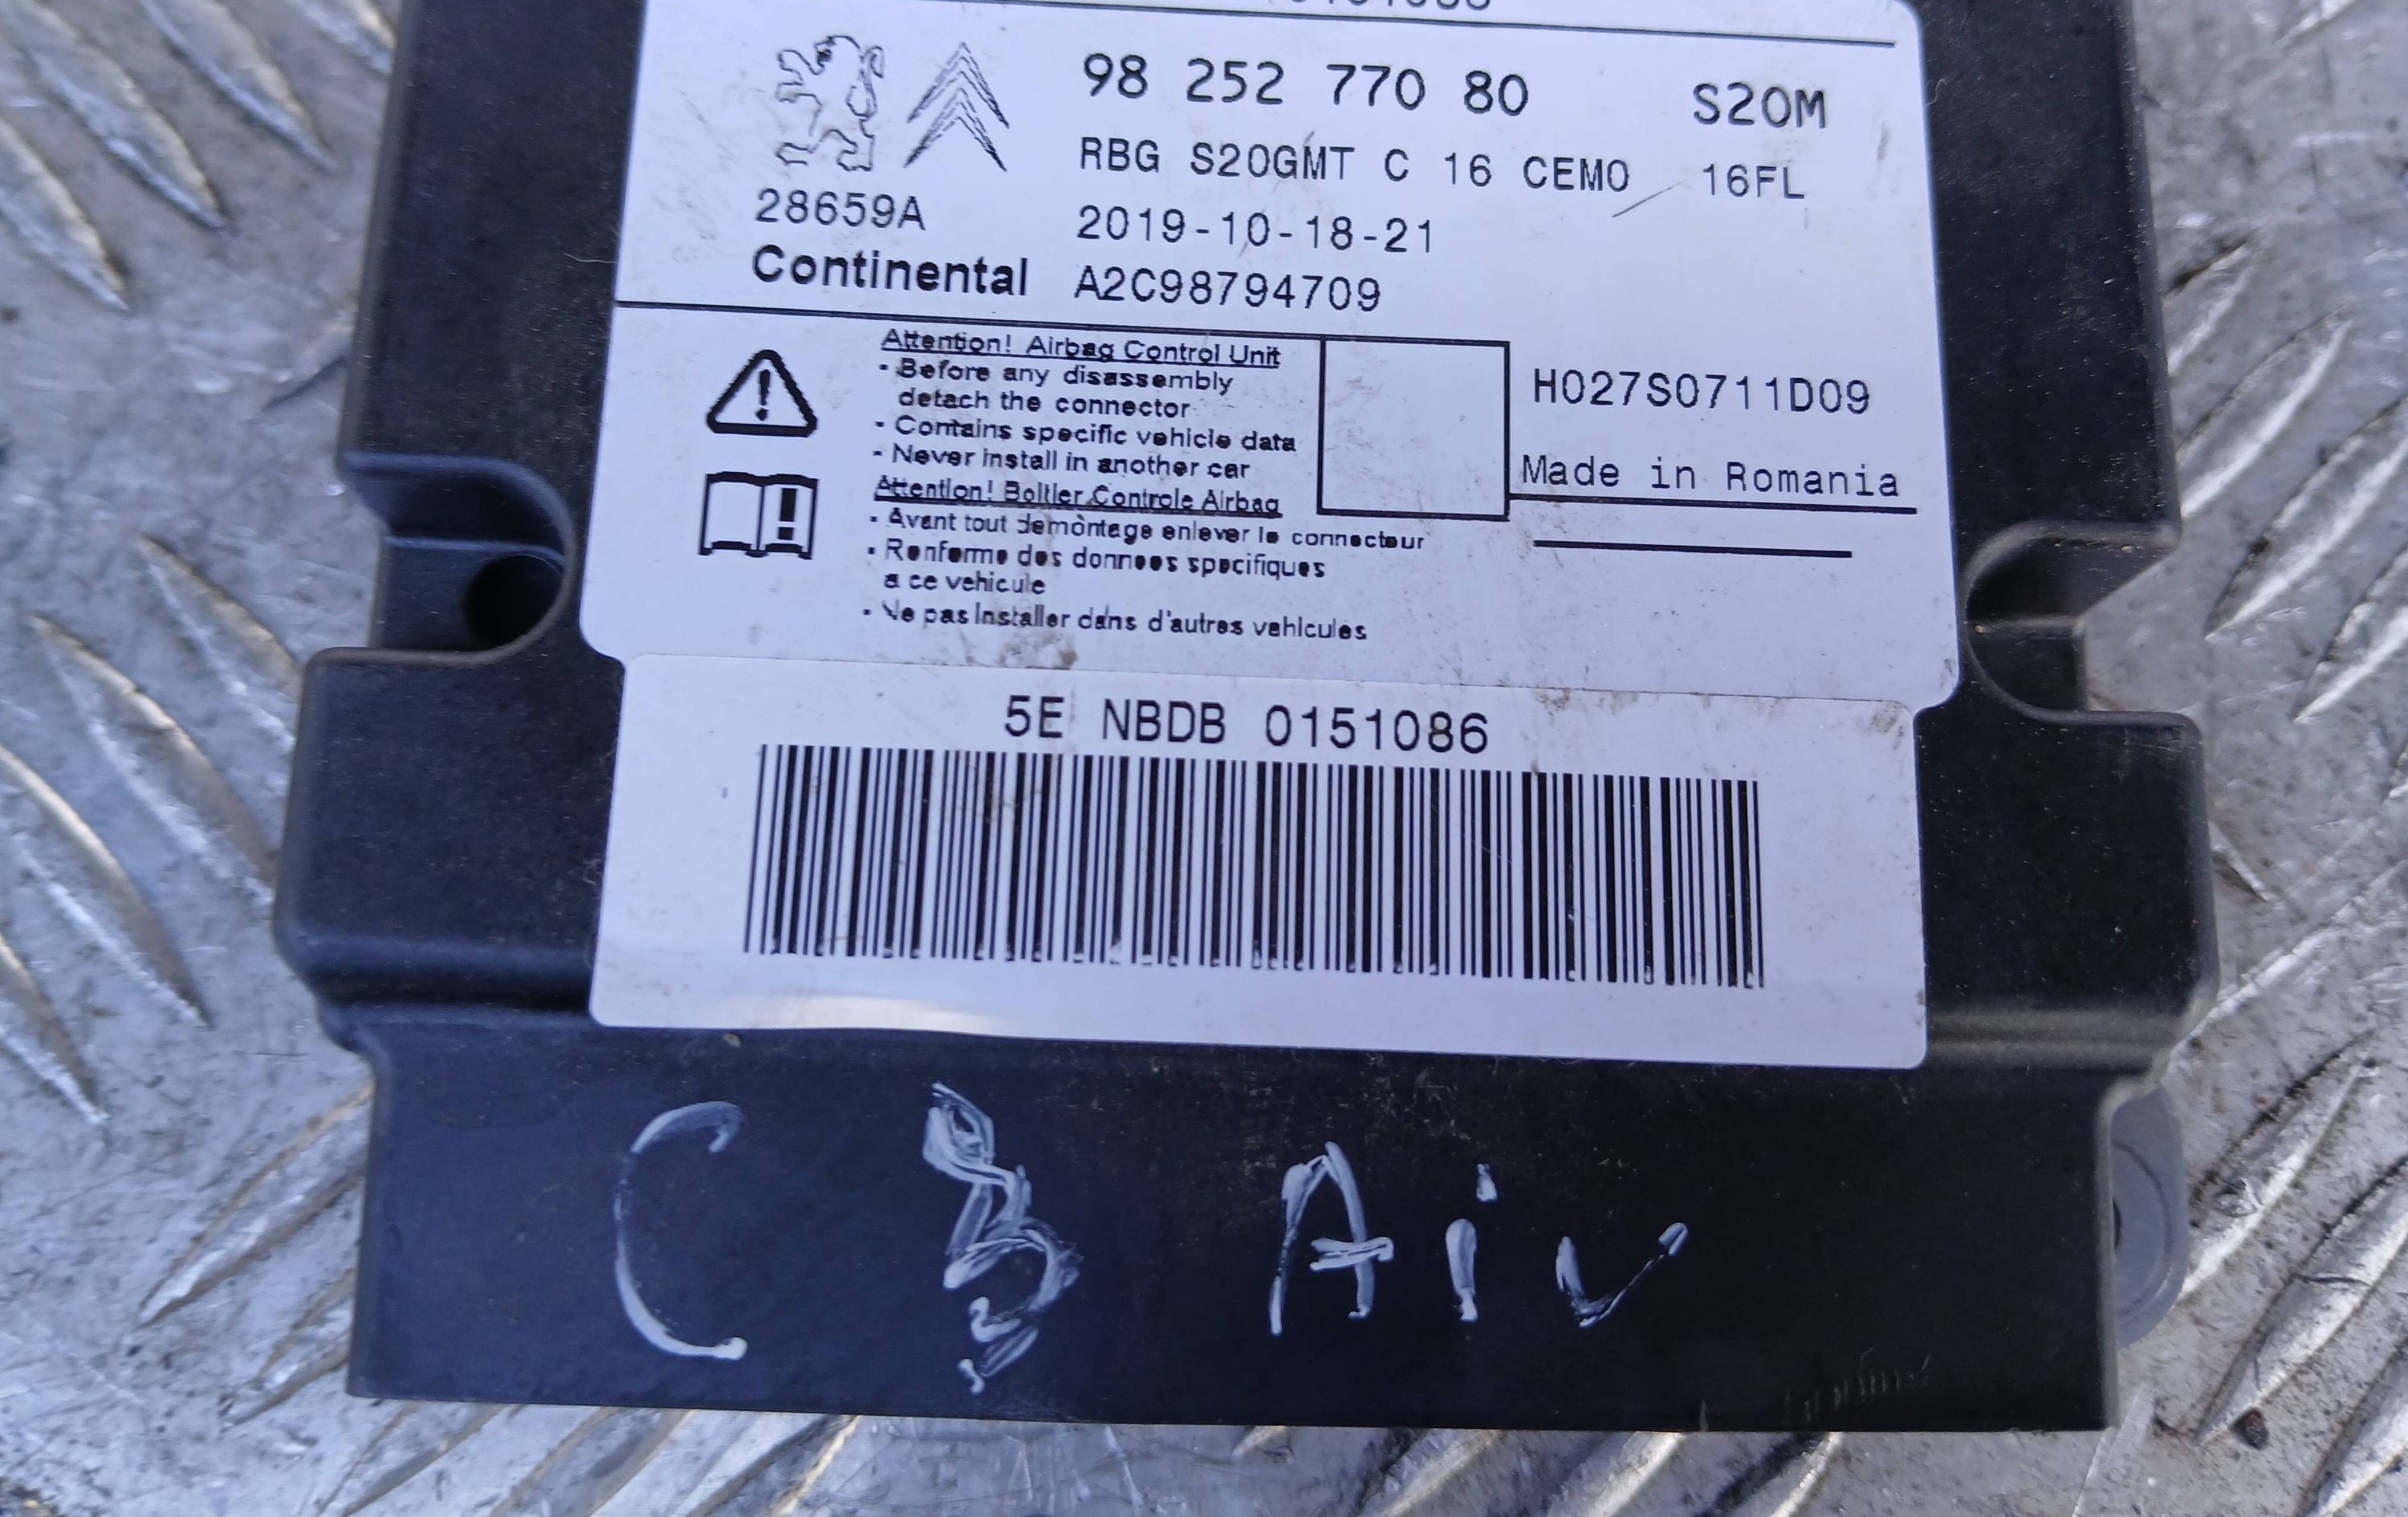 98 252 770 80 S20M
RBG S20GMT C 16 CEM0 16FL
28659A 2019-10-18-21
Continental A2C98794709
Attention! Airbag Control Unit
- Before any disassembly
detach the connector
- Contains specific vehicle data
- Never install in another car
Attention! Boitier Controle Airbag
- Avant tout demontage enlever le connecteur
- Renferme des donnees specifiques
a ce vehicule
- Ne pas installer dans d'autres vehicules
H027S0711D09
Made in Romania
5E NBDB 0151086
C 3 Air